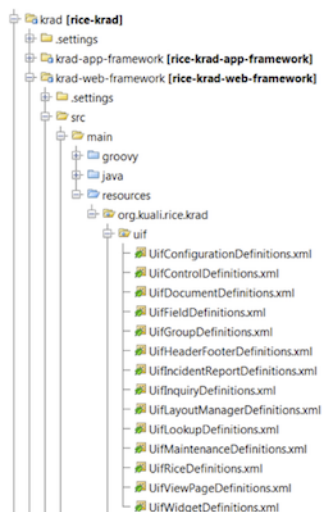 krad [rice-krad]
.settings
krad-app-framework [rice-krad-app-framework]
krad-web-framework [rice-krad-web-framework]
.settings
src
main
groovy
java
resources
org.kuali.rice.krad
uif
UifConfigurationDefinitions.xml
UifControlDefinitions.xml
UifDocumentDefinitions.xml
UifFieldDefinitions.xml
UifGroupDefinitions.xml
UifHeaderFooterDefinitions.xml
UifIncidentReportDefinitions.xml
UifInquiryDefinitions.xml
UifLayoutManagerDefinitions.xml
UifLookupDefinitions.xml
UifMaintenanceDefinitions.xml
UifRiceDefinitions.xml
UifViewPageDefinitions.xml
UifWidgetDefinitions.xml